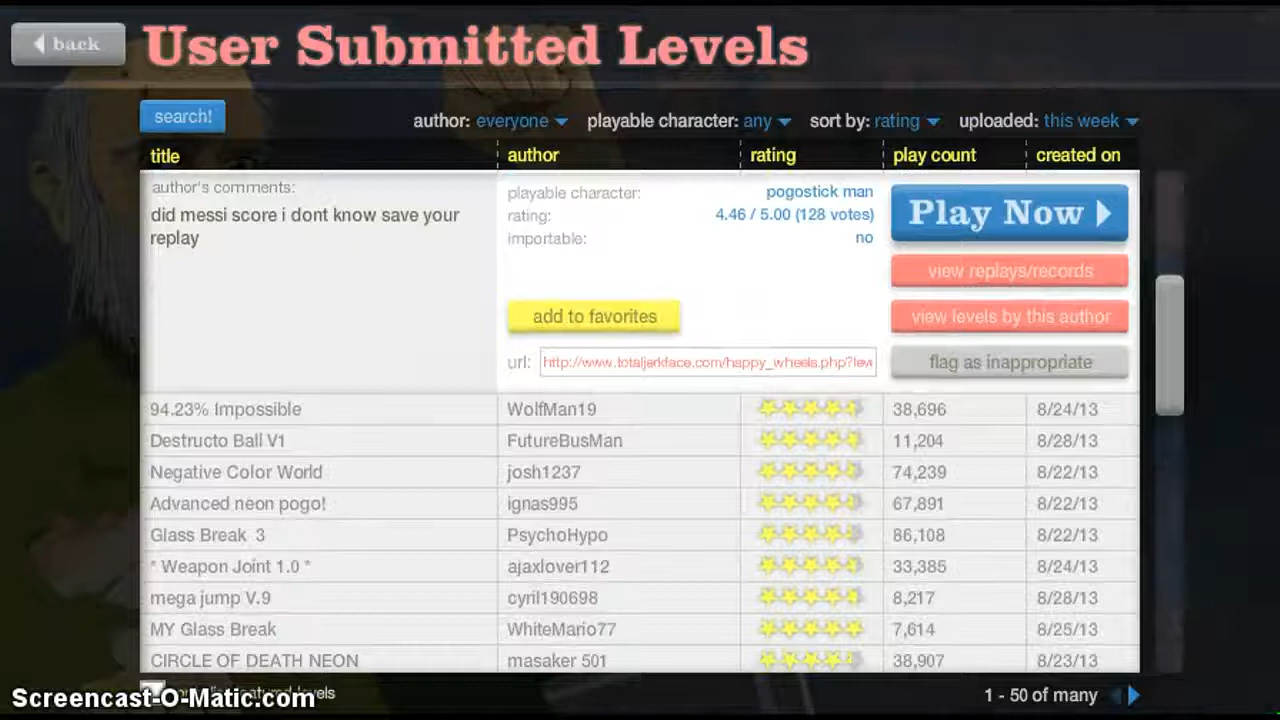 back
User Submitted Levels
search!
author: everyone playable character: any sort by: rating uploaded: this week
title author rating play count created on
author's comments:
did messi score i dont know save your
replay
playable character: pogostick man
rating: 4.46 / 5.00 (128 votes)
importable: no
add to favorites
url: http://www.totaljerkface.com/happy_wheels.php?lev
Play Now
view replays/records
view levels by this author
flag as inappropriate
94.23% Impossible WolfMan19 38,696 8/24/13
Destructo Ball V1 FutureBusMan 11,204 8/28/13
Negative Color World josh1237 74,239 8/22/13
Advanced neon pogo! ignas995 67,891 8/22/13
Glass Break 3 PsychoHypo 86,108 8/22/13
* Weapon Joint 1.0 * ajaxlover112 33,385 8/24/13
mega jump V.9 cyril190698 8,217 8/28/13
MY Glass Break WhiteMario77 7,614 8/25/13
CIRCLE OF DEATH NEON masaker 501 38,907 8/23/13
levels
1 - 50 of many
Screencast-O-Matic.com